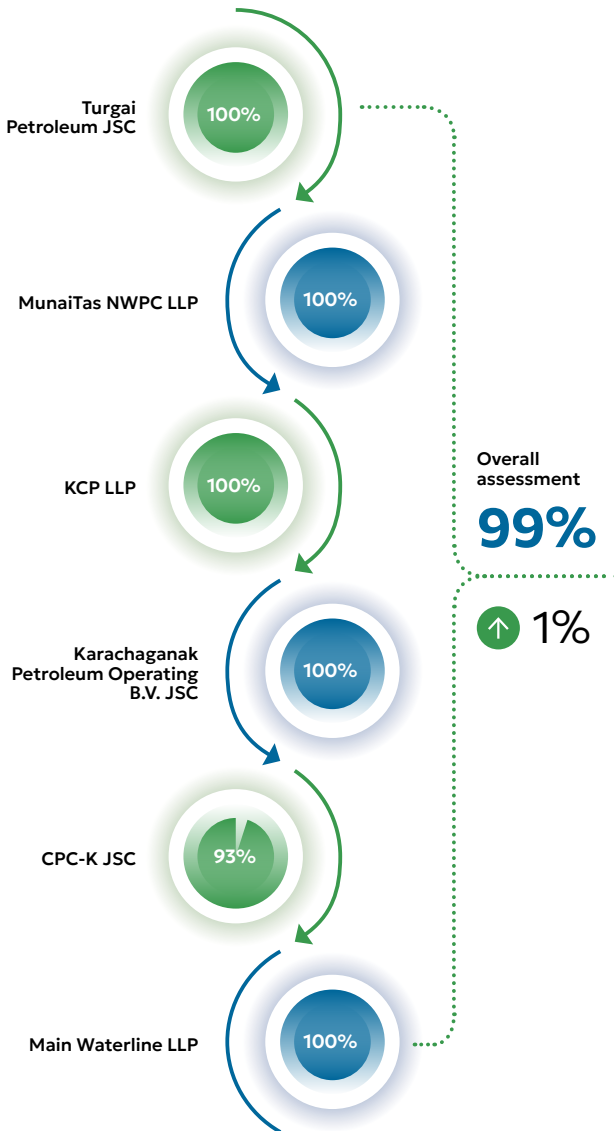 Turgai
Petroleum JSC
100%
MunaiTas NWPC LLP
100%
KCP LLP
100%
Overall
assessment
99%
1%
Karachaganak
Petroleum Operating
B.V. JSC
100%
CPC-K JSC
93%
Main Waterline LLP
100%